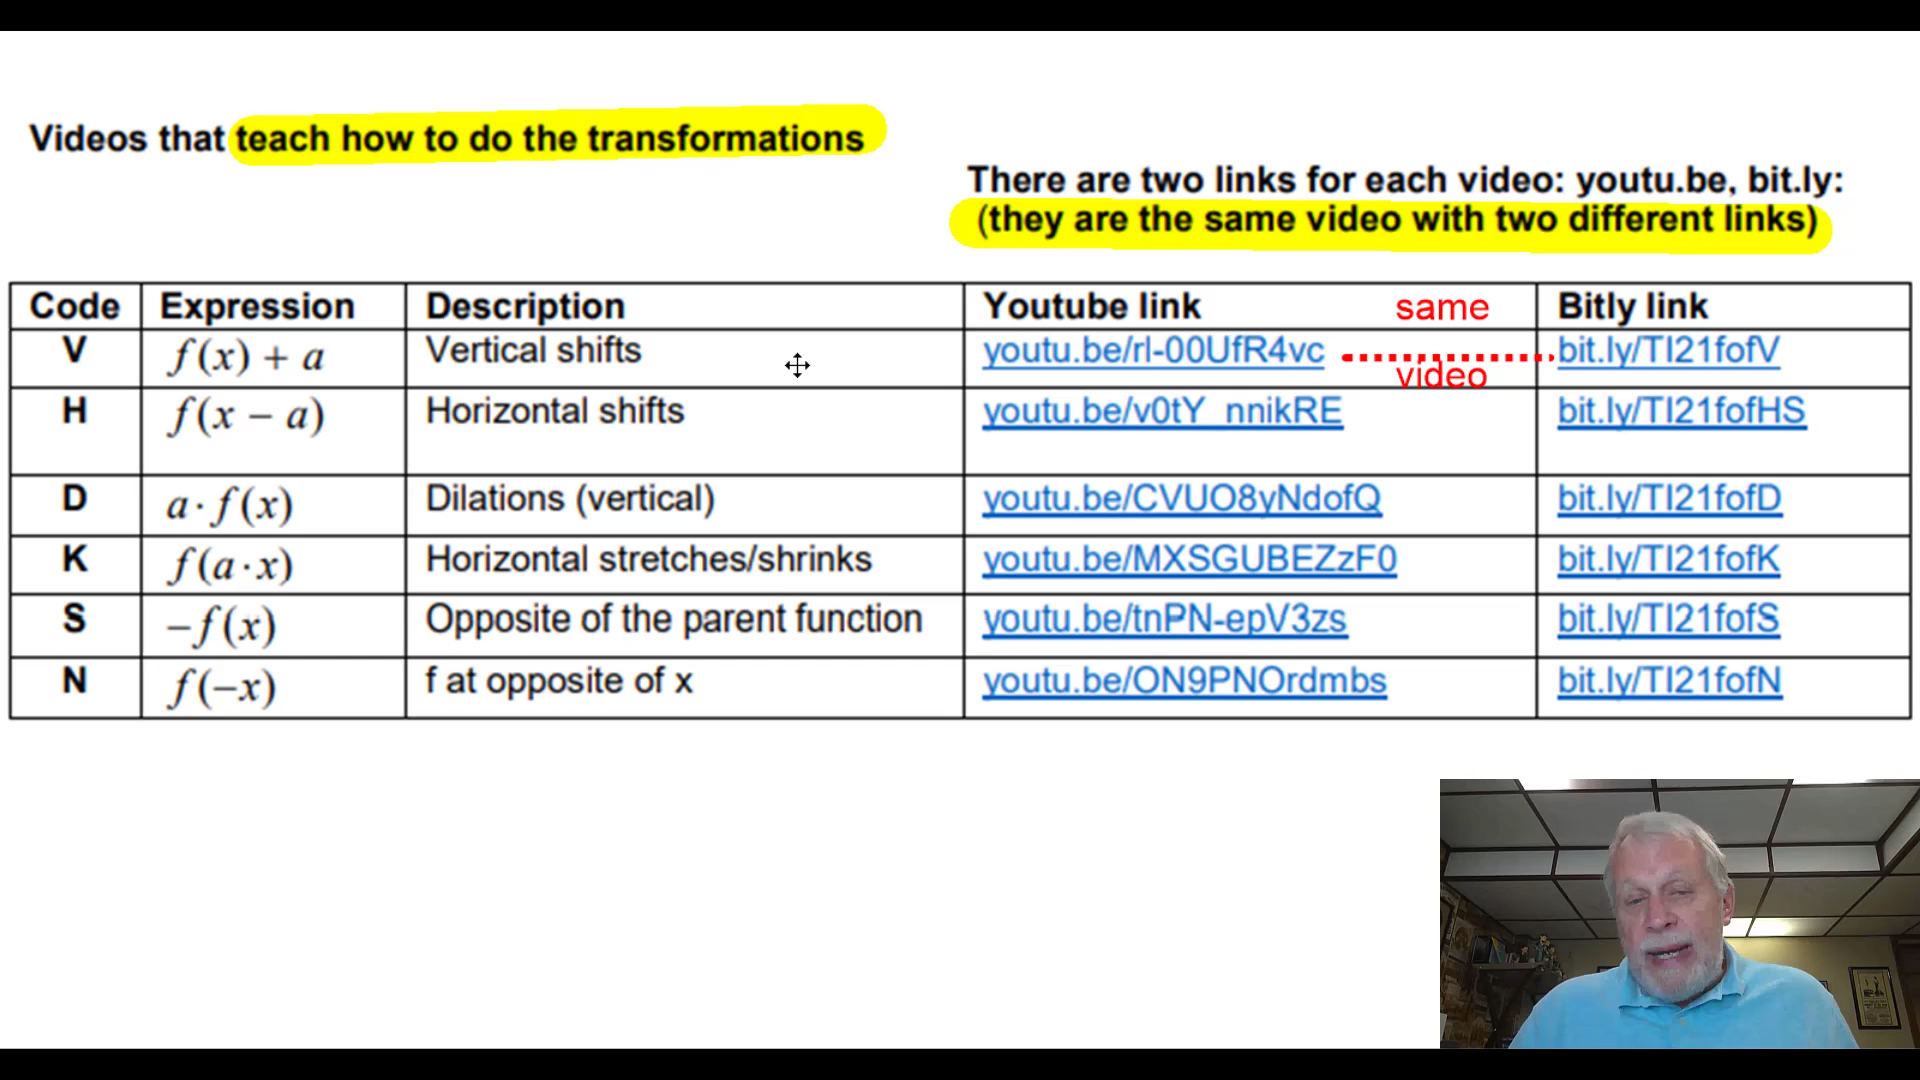 Videos that teach how to do the transformations
There are two links for each video: youtu.be, bit.ly:
(they are the same video with two different links)
Code Expression Description Youtube link same Bitly link
V f(x) + a Vertical shifts youtu.be/rl-00UfR4vc video bit.ly/TI21fofV
H f(x − a) Horizontal shifts youtu.be/v0tY_nnikRE bit.ly/TI21fofHS
D a · f(x) Dilations (vertical) youtu.be/CVUO8yNdofQ bit.ly/TI21fofD
K f(a · x) Horizontal stretches/shrinks youtu.be/MXSGUBEZzF0 bit.ly/TI21fofK
S −f(x) Opposite of the parent function youtu.be/tnPN-epV3zs bit.ly/TI21fofS
N f(−x) f at opposite of x youtu.be/ON9PNOrdmbs bit.ly/TI21fofN